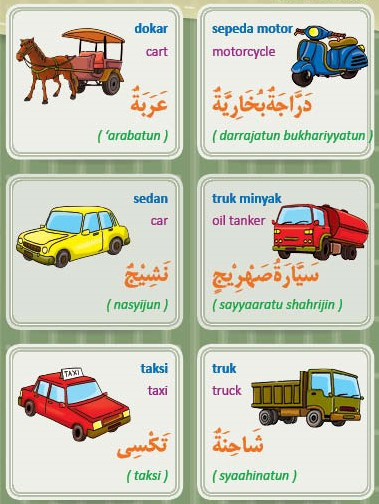 dokar
cart
عَرَبَةٌ
( ‘arabatun )
sepeda motor
motorcycle
دَرَّاجَةٌبُخَارِيَّةٌ
( darrajatun bukhariyyatun )
sedan
car
نَشِيْجٌ
( nasyijun )
truk minyak
oil tanker
سَيَّارَةُصَهْرِيْجٍ
( sayyaaratu shahrijin )
taksi
taxi
TAXI
تَكْسِى
( taksi )
truk
truck
شَاحِنَةٌ
( syaahinatun )